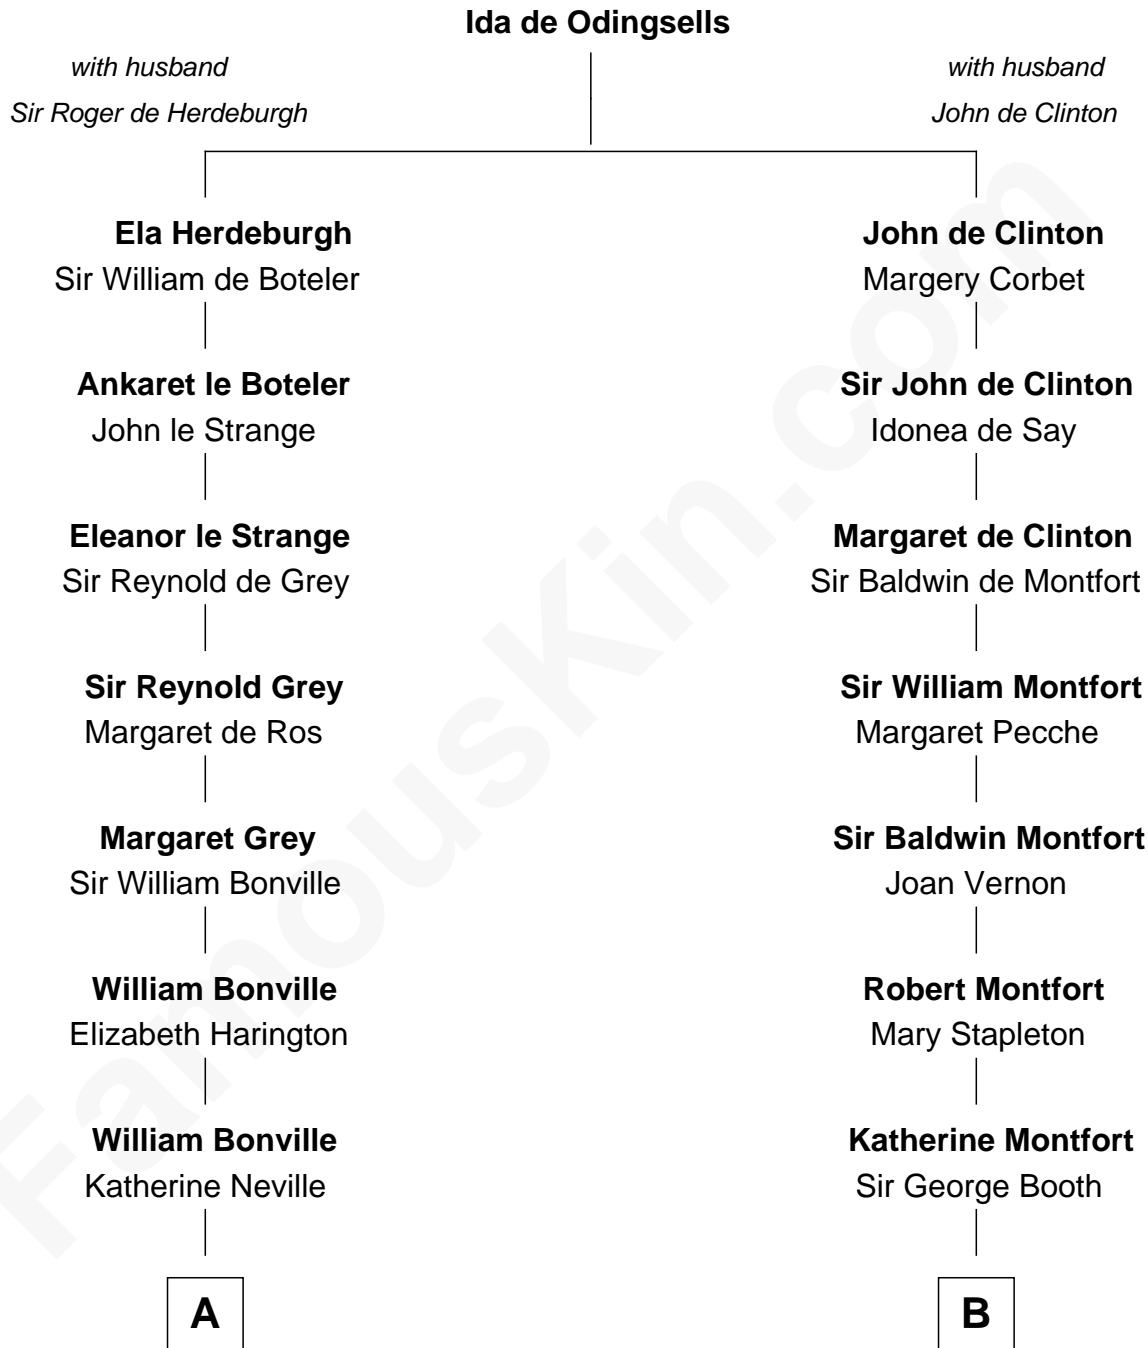 Ida de Odingsells
with husband
Sir Roger de Herdeburgh
with husband
John de Clinton
Ela Herdeburgh
Sir William de Boteler
Ankaret le Boteler
John le Strange
Eleanor le Strange
Sir Reynold de Grey
Sir Reynold Grey
Margaret de Ros
Margaret Grey
Sir William Bonville
William Bonville
Elizabeth Harington
William Bonville
Katherine Neville
A
John de Clinton
Margery Corbet
Sir John de Clinton
Idonea de Say
Margaret de Clinton
Sir Baldwin de Montfort
Sir William Montfort
Margaret Pecche
Sir Baldwin Montfort
Joan Vernon
Robert Montfort
Mary Stapleton
Katherine Montfort
Sir George Booth
B
FamousKin.com